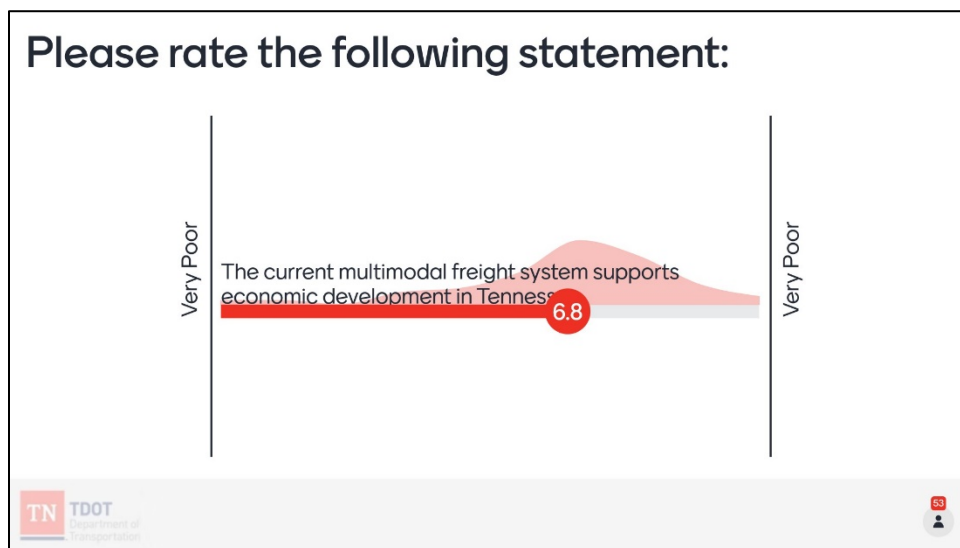 Please rate the following statement:
Very Poor
The current multimodal freight system supports
economic development in Tenness
6.8
Very Poor
TN
TDOT
Department of
Transportation
53